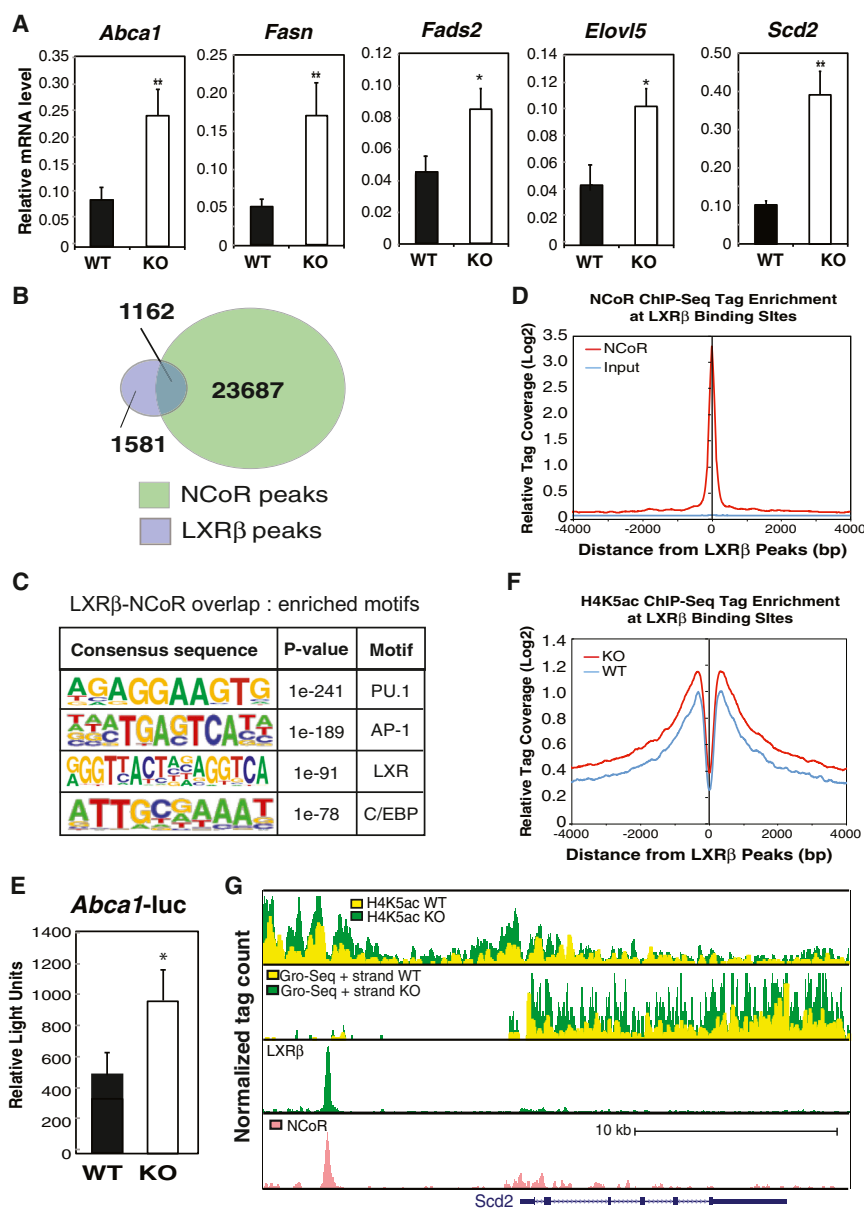 A
Abca1
Fasn
Fads2
Elovl5
Scd2
Relative mRNA level
0.35
0.30
0.25
0.20
0.15
0.10
0.05
0
**
WT KO
0.25
0.20
0.15
0.10
0.05
0
**
WT KO
0.12
0.10
0.08
0.06
0.04
0.02
0
*
WT KO
0.14
0.12
0.10
0.08
0.06
0.04
0.02
0
*
WT KO
0.50
0.40
0.30
0.20
0.10
0
**
WT KO
B
1162
23687
1581
NCoR peaks
LXRβ peaks
D
NCoR ChIP-Seq Tag Enrichment
at LXRβ Binding SItes
Relative Tag Coverage (Log2)
3.5
3.0
2.5
2.0
1.5
1.0
0.5
0
NCoR
Input
-4000 -2000 0 2000 4000
Distance from LXRβ Peaks (bp)
C
LXRβ-NCoR overlap : enriched motifs
Consensus sequence P-value Motif
AGAGGAAGTG 1e-241 PU.1
TGAGTCA 1e-189 AP-1
GGTTACT AGGTCA 1e-91 LXR
ATTGC AAAT 1e-78 C/EBP
F
H4K5ac ChIP-Seq Tag Enrichment
at LXRβ Binding SItes
Relative Tag Coverage (Log2)
1.4
1.2
1.0
0.8
0.6
0.4
0.2
0
KO
WT
-4000 -2000 0 2000 4000
Distance from LXRβ Peaks (bp)
E
Abca1-luc
Relative Light Units
1400
1200
1000
800
600
400
200
0
*
WT KO
G
Normalized tag count
H4K5ac WT
H4K5ac KO
Gro-Seq + strand WT
Gro-Seq + strand KO
LXRβ
NCoR
10 kb
Scd2